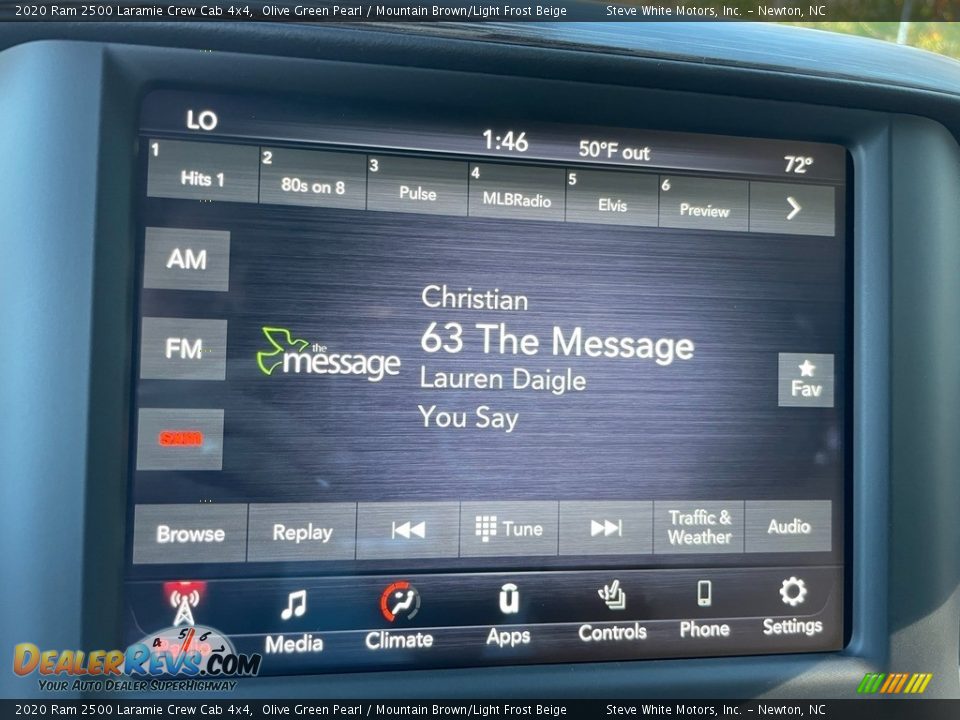 2020 Ram 2500 Laramie Crew Cab 4x4, Olive Green Pearl / Mountain Brown/Light Frost Beige Steve White Motors, Inc. – Newton, NC
LO 1:46 50°F out 72°
1 Hits 1 2 80s on 8 3 Pulse 4 MLBRadio 5 Elvis 6 Preview
AM
FM
sxm
the message
Christian
63 The Message
Lauren Daigle
You Say
Fav
Browse Replay Tune Traffic & Weather Audio
Radio Media Climate Apps Controls Phone Settings
4 5 6
DealerRevs.com
Your Auto Dealer SuperHighway
2020 Ram 2500 Laramie Crew Cab 4x4, Olive Green Pearl / Mountain Brown/Light Frost Beige Steve White Motors, Inc. – Newton, NC